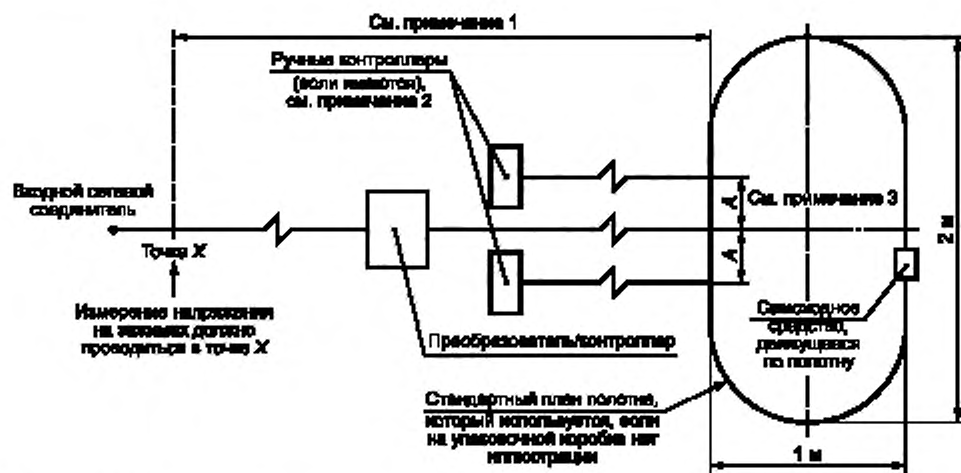 См. примечание 1
Ручные контроллеры
(если имеются),
см. примечание 2
Входной сетевой
соединитель
А
См. примечание 3
2 м
Точка X
А
Измерение напряжения
на зажимах должно
проводиться в точке X
Самоходное
средство,
движущееся
по полотну
Преобразователь/контроллер
Стандартный план полотна,
который используется, если
на упаковочной коробке нет
иллюстрации
1 м